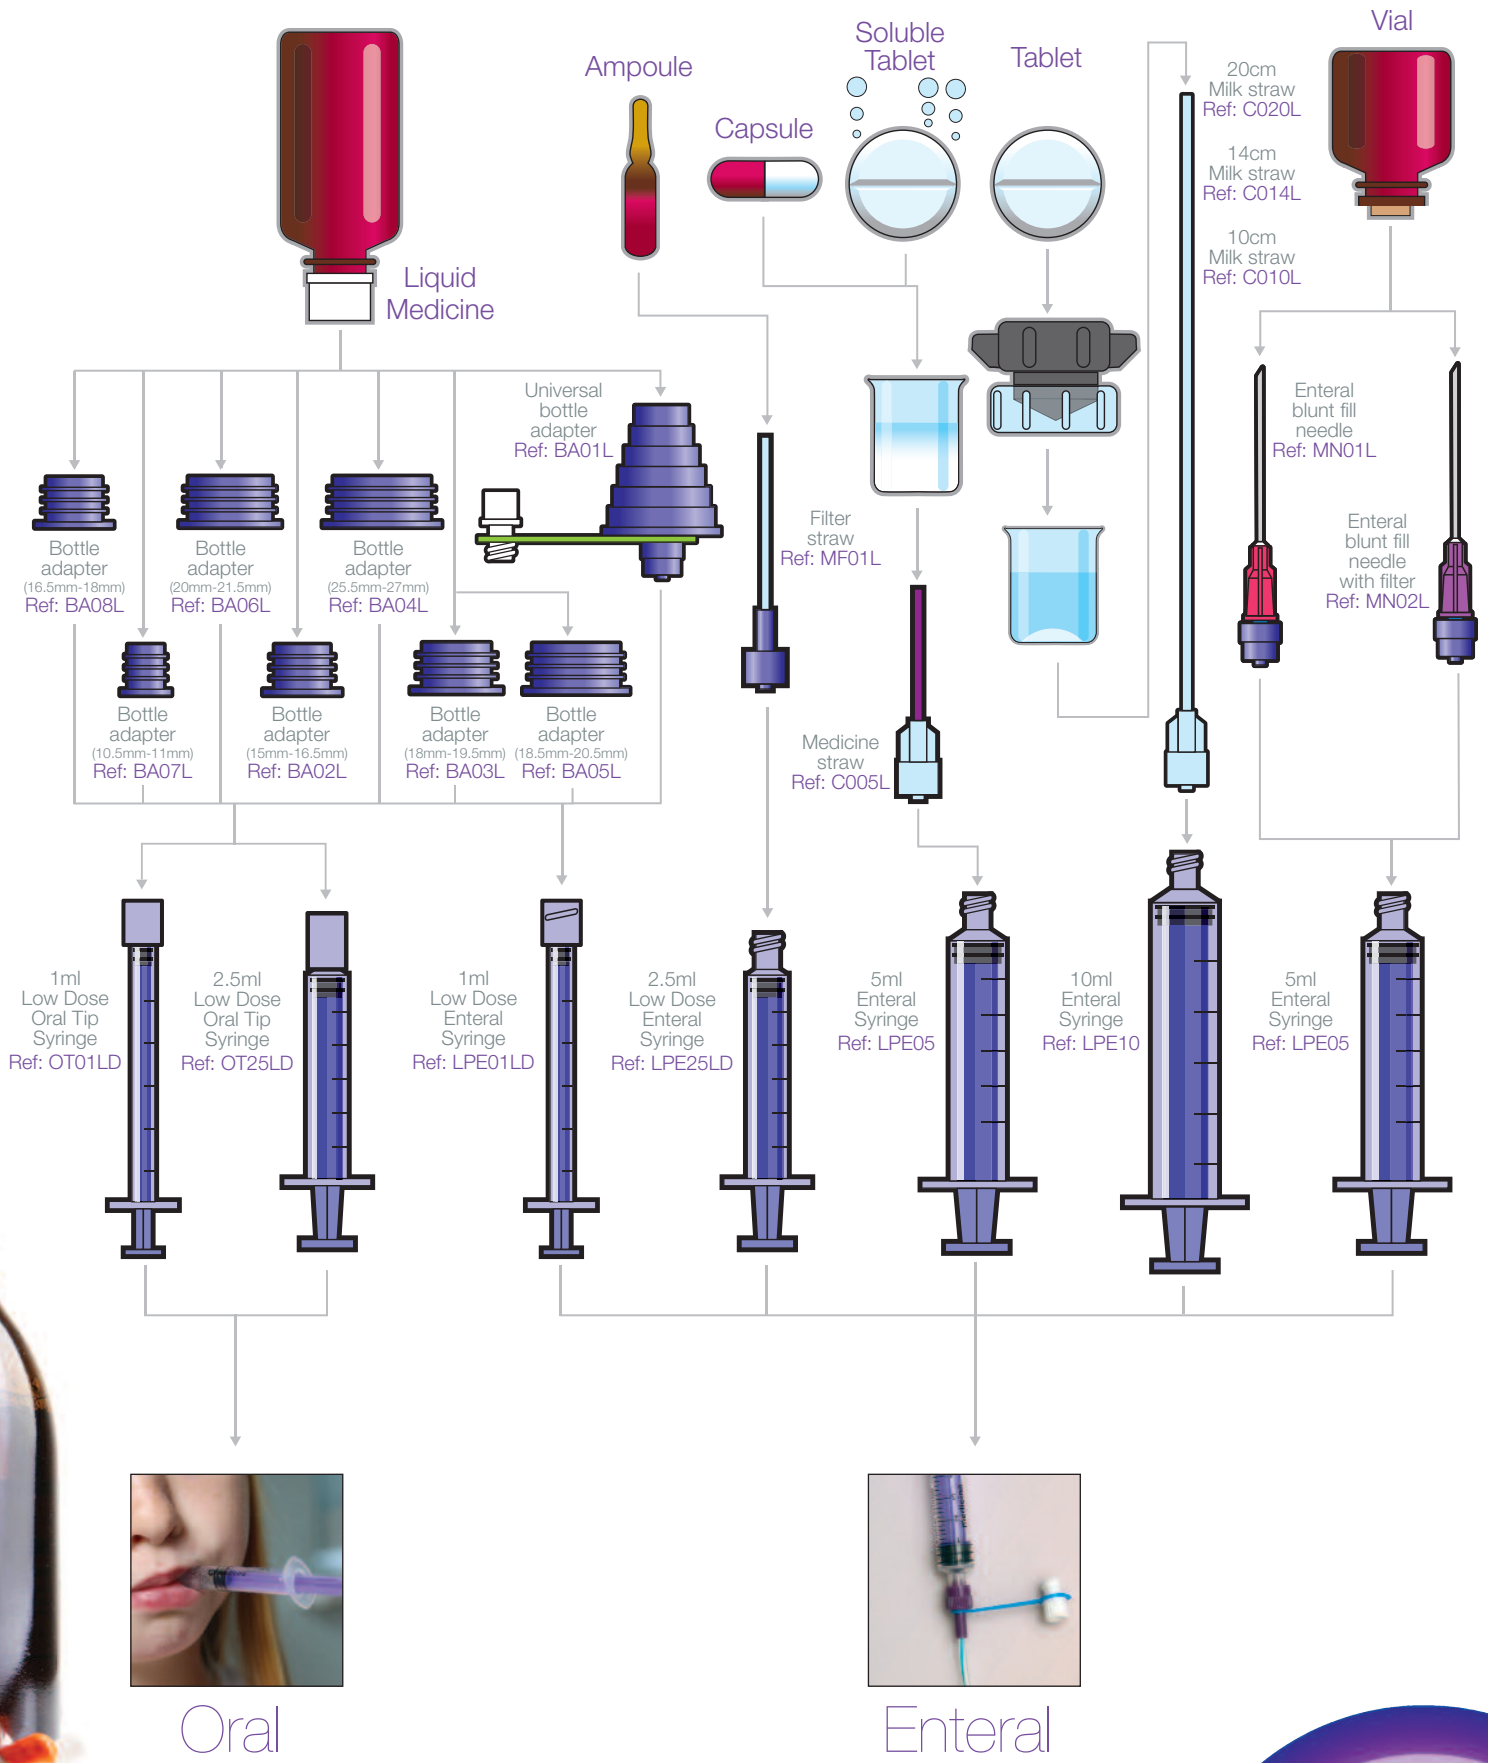 Vial
Soluble
Tablet
Tablet
Ampoule
Capsule
20cm
Milk straw
Ref: C020L
14cm
Milk straw
Ref: C014L
10cm
Milk straw
Ref: C010L
Liquid
Medicine
Universal
bottle
adapter
Ref: BA01L
Enteral
blunt fill
needle
Ref: MN01L
Filter
straw
Ref: MF01L
Enteral
blunt fill
needle
with filter
Ref: MN02L
Bottle
adapter
(16.5mm-18mm)
Ref: BA08L
Bottle
adapter
(20mm-21.5mm)
Ref: BA06L
Bottle
adapter
(25.5mm-27mm)
Ref: BA04L
Bottle
adapter
(10.5mm-11mm)
Ref: BA07L
Bottle
adapter
(15mm-16.5mm)
Ref: BA02L
Bottle
adapter
(18mm-19.5mm)
Ref: BA03L
Bottle
adapter
(18.5mm-20.5mm)
Ref: BA05L
Medicine
straw
Ref: C005L
1ml
Low Dose
Oral Tip
Syringe
Ref: OT01LD
2.5ml
Low Dose
Oral Tip
Syringe
Ref: OT25LD
1ml
Low Dose
Enteral
Syringe
Ref: LPE01LD
2.5ml
Low Dose
Enteral
Syringe
Ref: LPE25LD
5ml
Enteral
Syringe
Ref: LPE05
10ml
Enteral
Syringe
Ref: LPE10
5ml
Enteral
Syringe
Ref: LPE05
Oral
Enteral